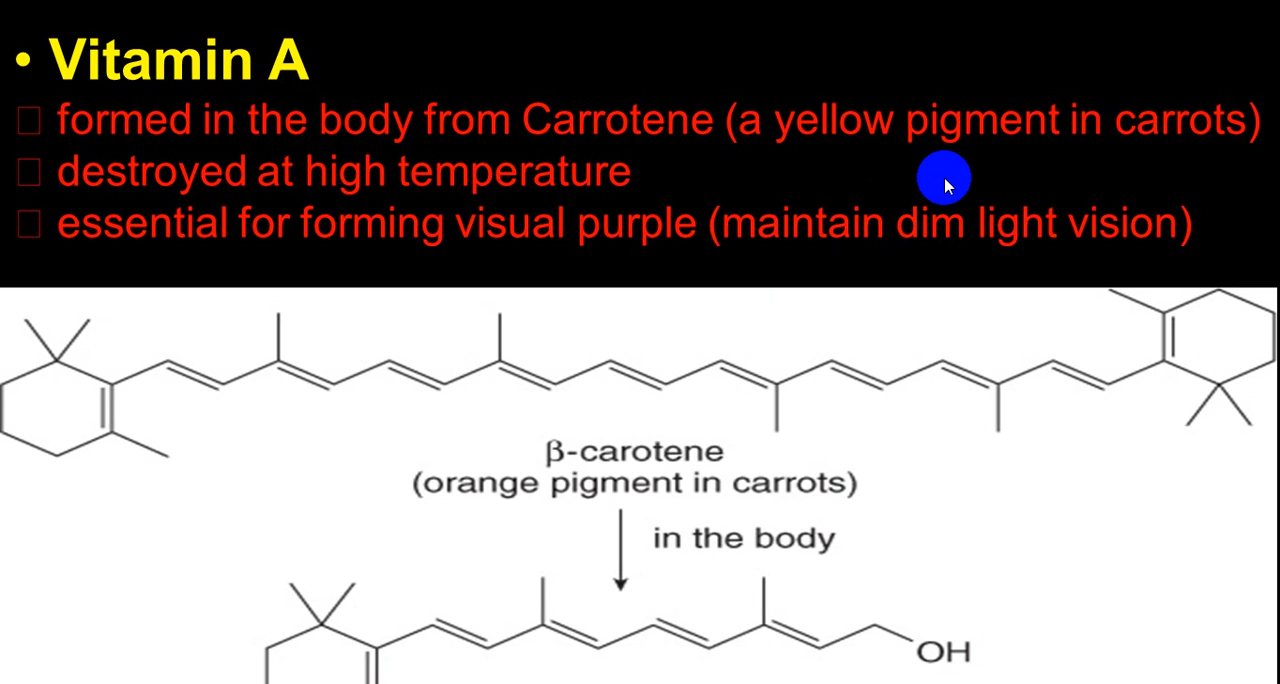 • Vitamin A
□ formed in the body from Carrotene (a yellow pigment in carrots)
□ destroyed at high temperature
□ essential for forming visual purple (maintain dim light vision)
β-carotene
(orange pigment in carrots)
in the body
OH